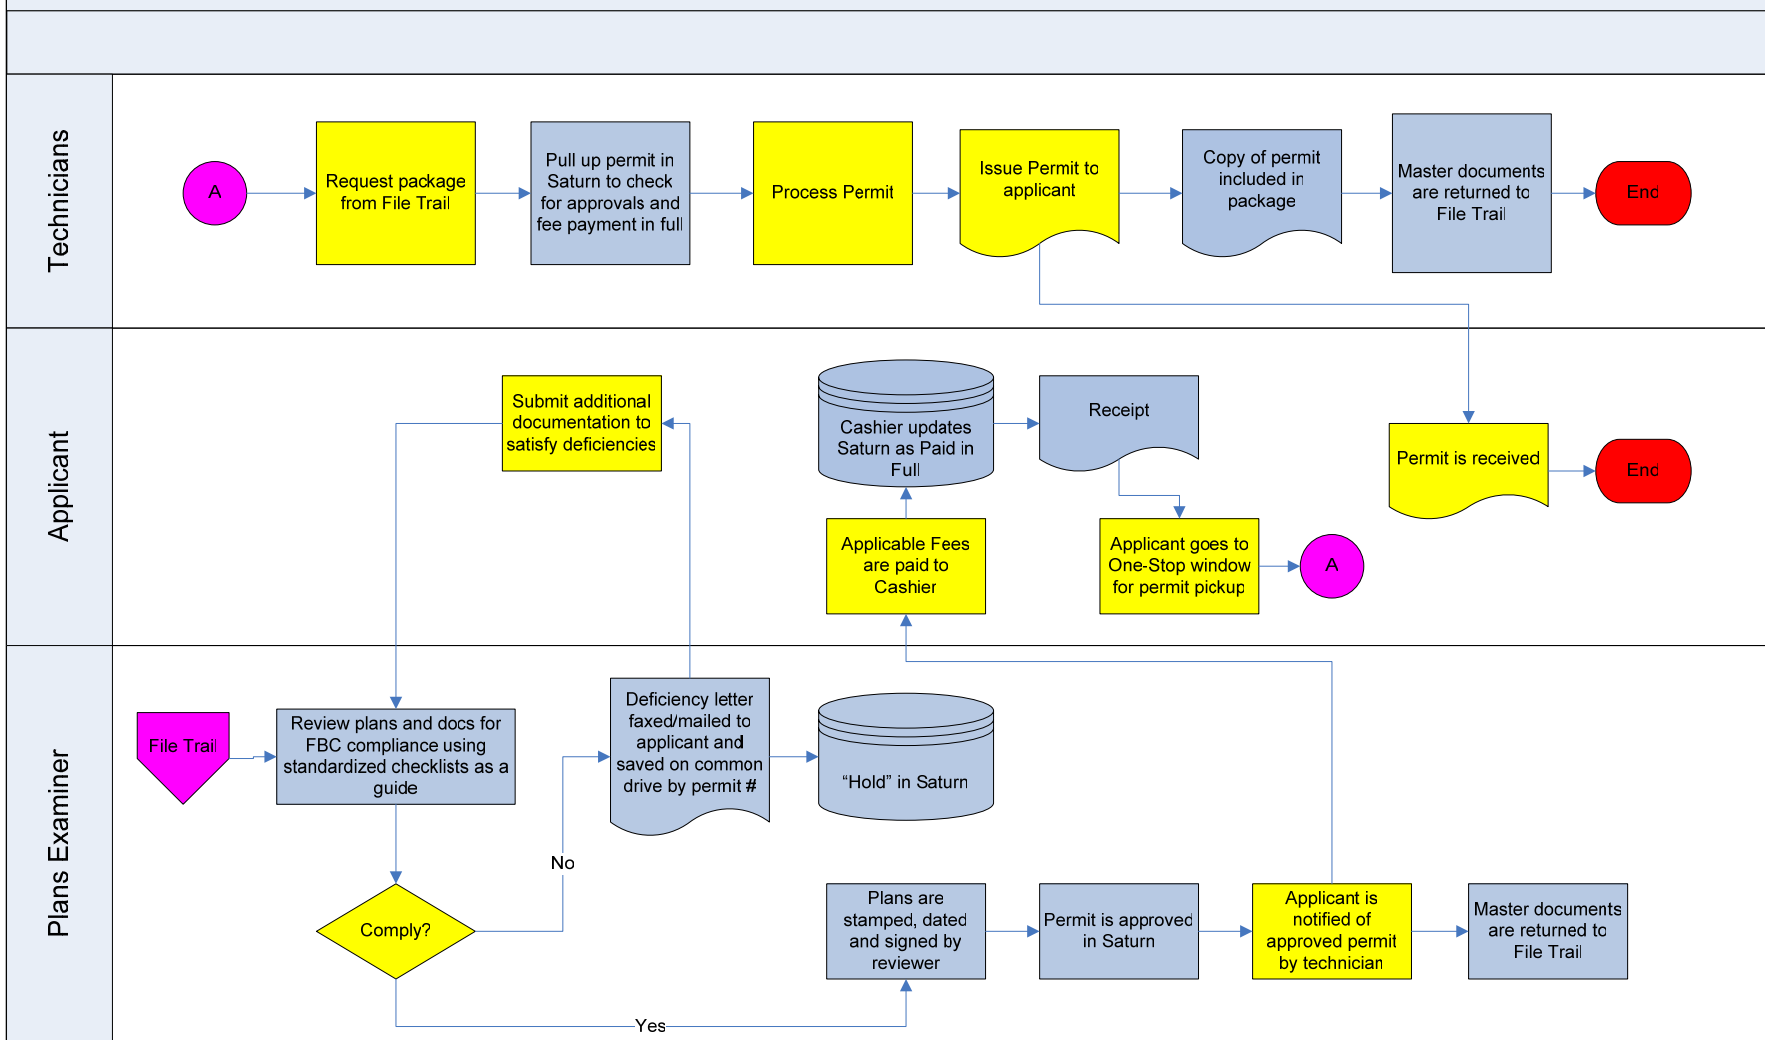 Technicians
A
Request package
from File Trail
Pull up permit in
Saturn to check
for approvals and
fee payment in full
Process Permit
Issue Permit to
applicant
Copy of permit
included in
package
Master documents
are returned to
File Trail
End
Applicant
Submit additional
documentation to
satisfy deficiencies
Cashier updates
Saturn as Paid in
Full
Receipt
Permit is received
End
Applicable Fees
are paid to
Cashier
Applicant goes to
One-Stop window
for permit pickup
A
Plans Examiner
File Trail
Review plans and docs for
FBC compliance using
standardized checklists as a
guide
Deficiency letter
faxed/mailed to
applicant and
saved on common
drive by permit #
“Hold” in Saturn
No
Comply?
Plans are
stamped, dated
and signed by
reviewer
Permit is approved
in Saturn
Applicant is
notified of
approved permit
by technician
Master documents
are returned to
File Trail
Yes